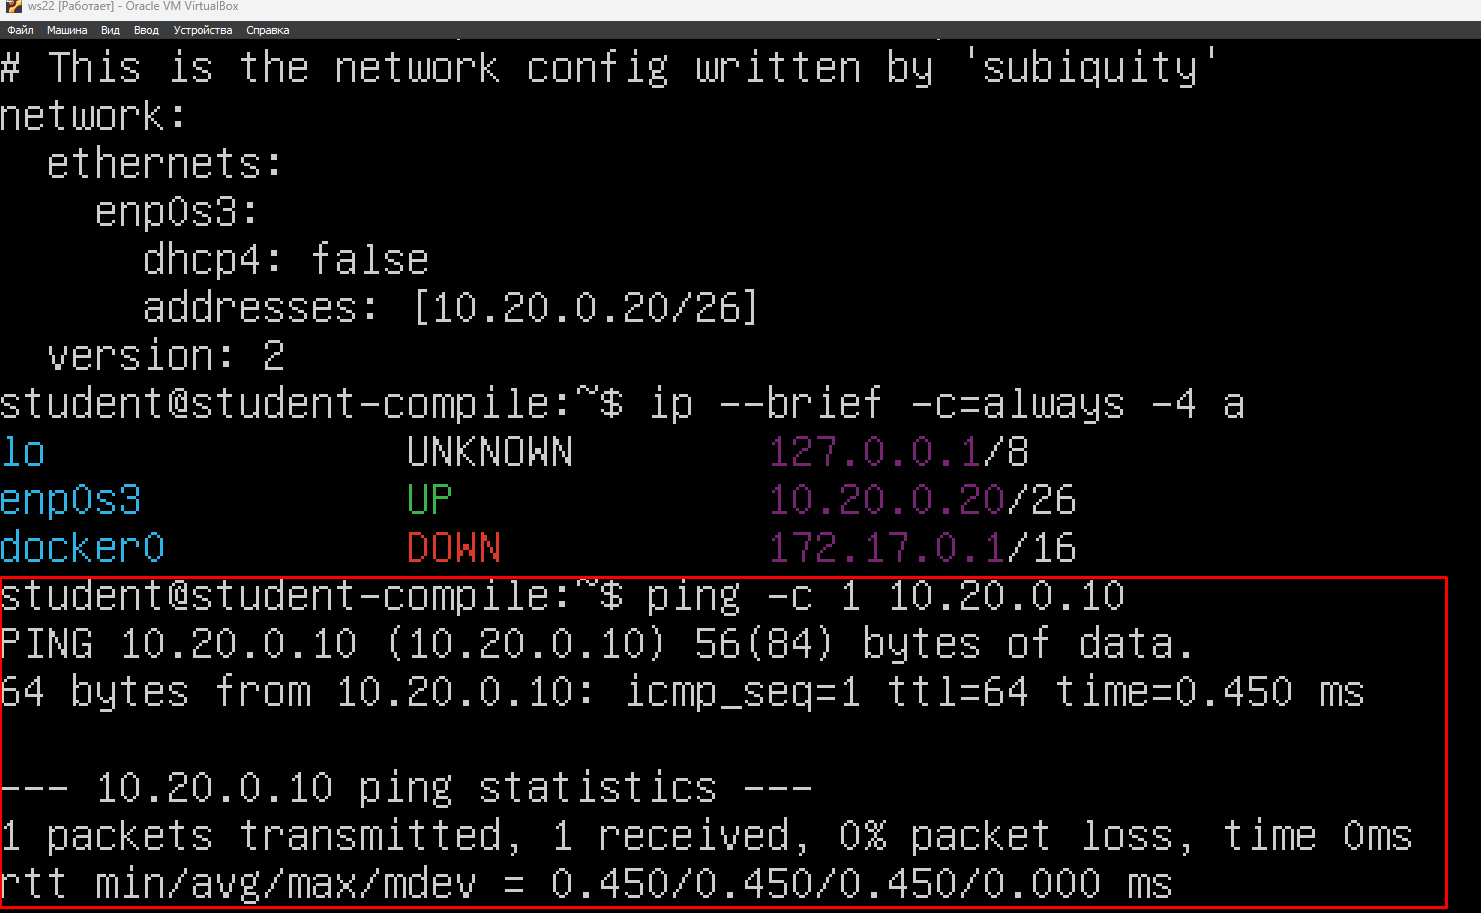 ws22 [Работает] - Oracle VM VirtualBox
Файл Машина Вид Ввод Устройства Справка
# This is the network config written by 'subiquity'
network:
  ethernets:
    enp0s3:
      dhcp4: false
      addresses: [10.20.0.20/26]
  version: 2
student@student-compile:~$ ip --brief -c=always -4 a
lo UNKNOWN 127.0.0.1/8
enp0s3 UP 10.20.0.20/26
docker0 DOWN 172.17.0.1/16
student@student-compile:~$ ping -c 1 10.20.0.10
PING 10.20.0.10 (10.20.0.10) 56(84) bytes of data.
64 bytes from 10.20.0.10: icmp_seq=1 ttl=64 time=0.450 ms
--- 10.20.0.10 ping statistics ---
1 packets transmitted, 1 received, 0% packet loss, time 0ms
rtt min/avg/max/mdev = 0.450/0.450/0.450/0.000 ms